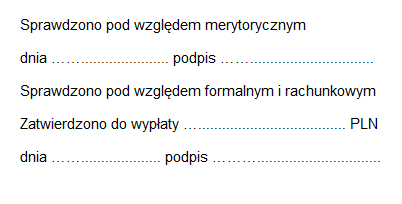 Sprawdzono pod względem merytorycznym
dnia ……...................... podpis ……...............................
Sprawdzono pod względem formalnym i rachunkowym
Zatwierdzono do wypłaty …..................................... PLN
dnia ……..................... podpis ………...............................